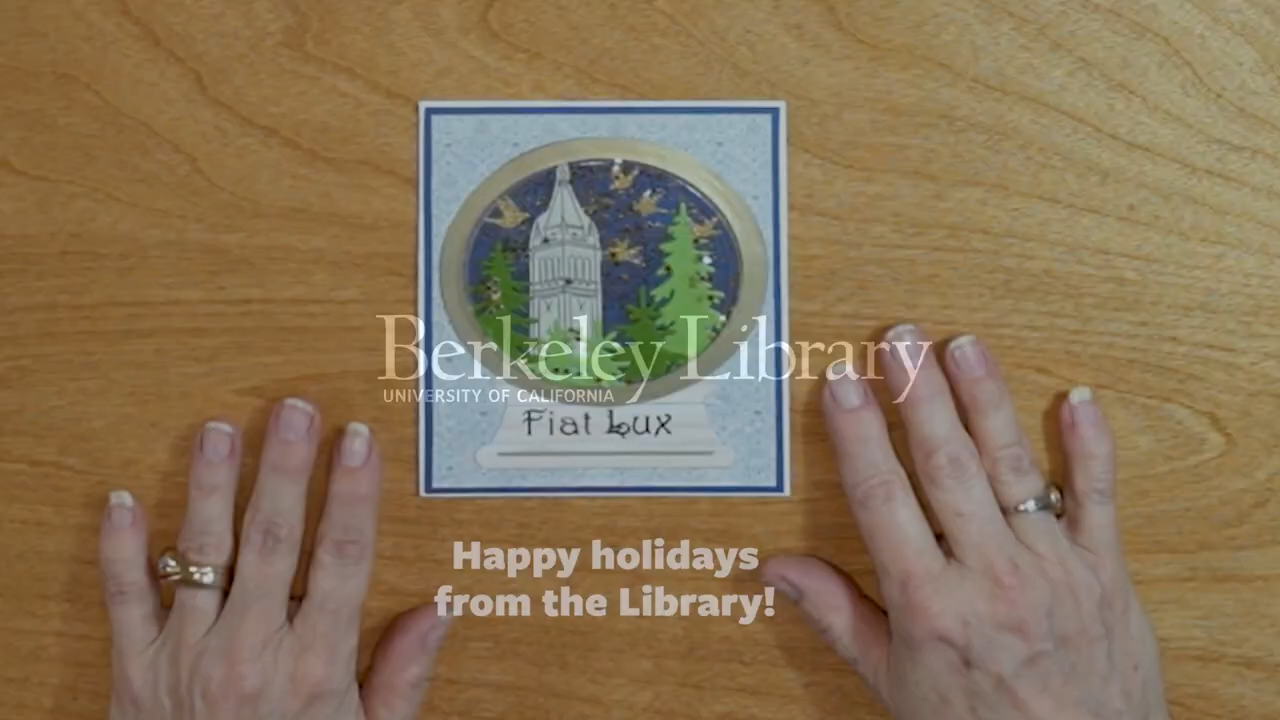 Berkeley Library
UNIVERSITY OF CALIFORNIA
Fiat Lux
Happy holidays
from the Library!